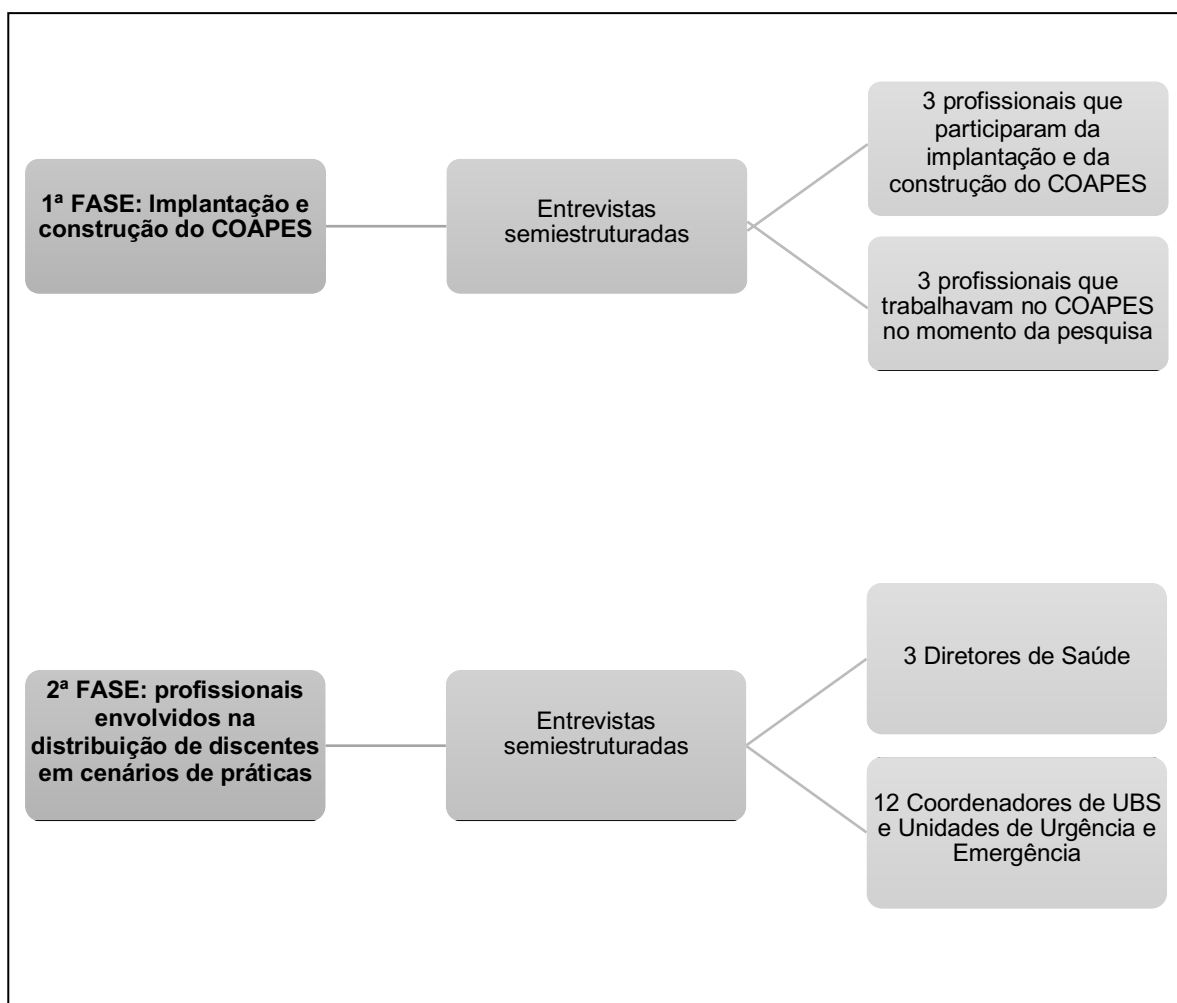 1ª FASE: Implantação e
construção do COAPES
Entrevistas
semiestruturadas
3 profissionais que
participaram da
implantação e da
construção do COAPES
3 profissionais que
trabalhavam no COAPES
no momento da pesquisa
2ª FASE: profissionais
envolvidos na
distribuição de discentes
em cenários de práticas
Entrevistas
semiestruturadas
3 Diretores de Saúde
12 Coordenadores de UBS
e Unidades de Urgência e
Emergência